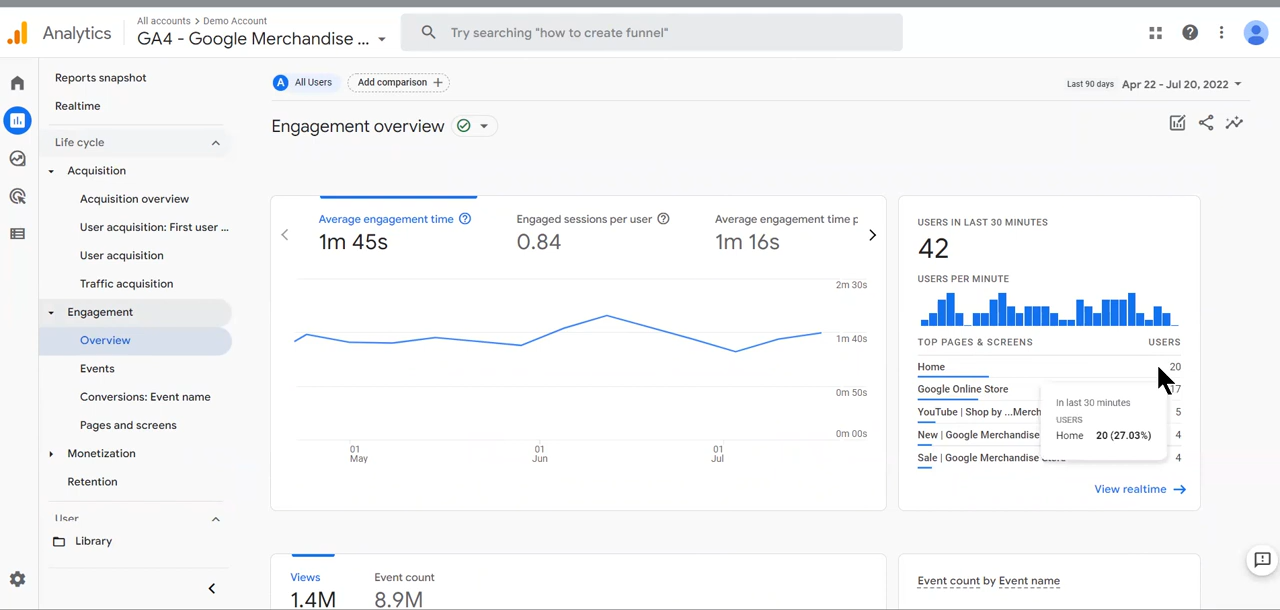 Analytics
All accounts > Demo Account
GA4 - Google Merchandise ...
Try searching "how to create funnel"
Reports snapshot
Realtime
Life cycle
Acquisition
Acquisition overview
User acquisition: First user ...
User acquisition
Traffic acquisition
Engagement
Overview
Events
Conversions: Event name
Pages and screens
Monetization
Retention
User
Library
A All Users
Add comparison +
Last 90 days Apr 22 - Jul 20, 2022
Engagement overview
Average engagement time
1m 45s
Engaged sessions per user
0.84
Average engagement time p
1m 16s
2m 30s
1m 40s
0m 50s
0m 00s
01 May
01 Jun
01 Jul
USERS IN LAST 30 MINUTES
42
USERS PER MINUTE
TOP PAGES & SCREENS USERS
Home 20
Google Online Store 17
YouTube | Shop by ...Merch 5
New | Google Merchandise 4
Sale | Google Merchandise Store 4
In last 30 minutes
USERS
Home 20 (27.03%)
View realtime
Views
1.4M
Event count
8.9M
Event count by Event name